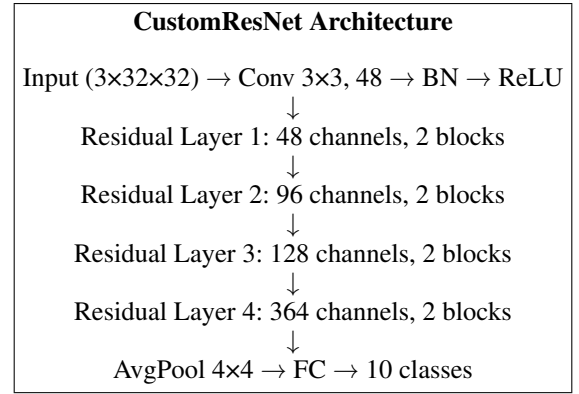 CustomResNet Architecture
Input (3×32×32) → Conv 3×3, 48 → BN → ReLU
↓
Residual Layer 1: 48 channels, 2 blocks
↓
Residual Layer 2: 96 channels, 2 blocks
↓
Residual Layer 3: 128 channels, 2 blocks
↓
Residual Layer 4: 364 channels, 2 blocks
↓
AvgPool 4×4 → FC → 10 classes